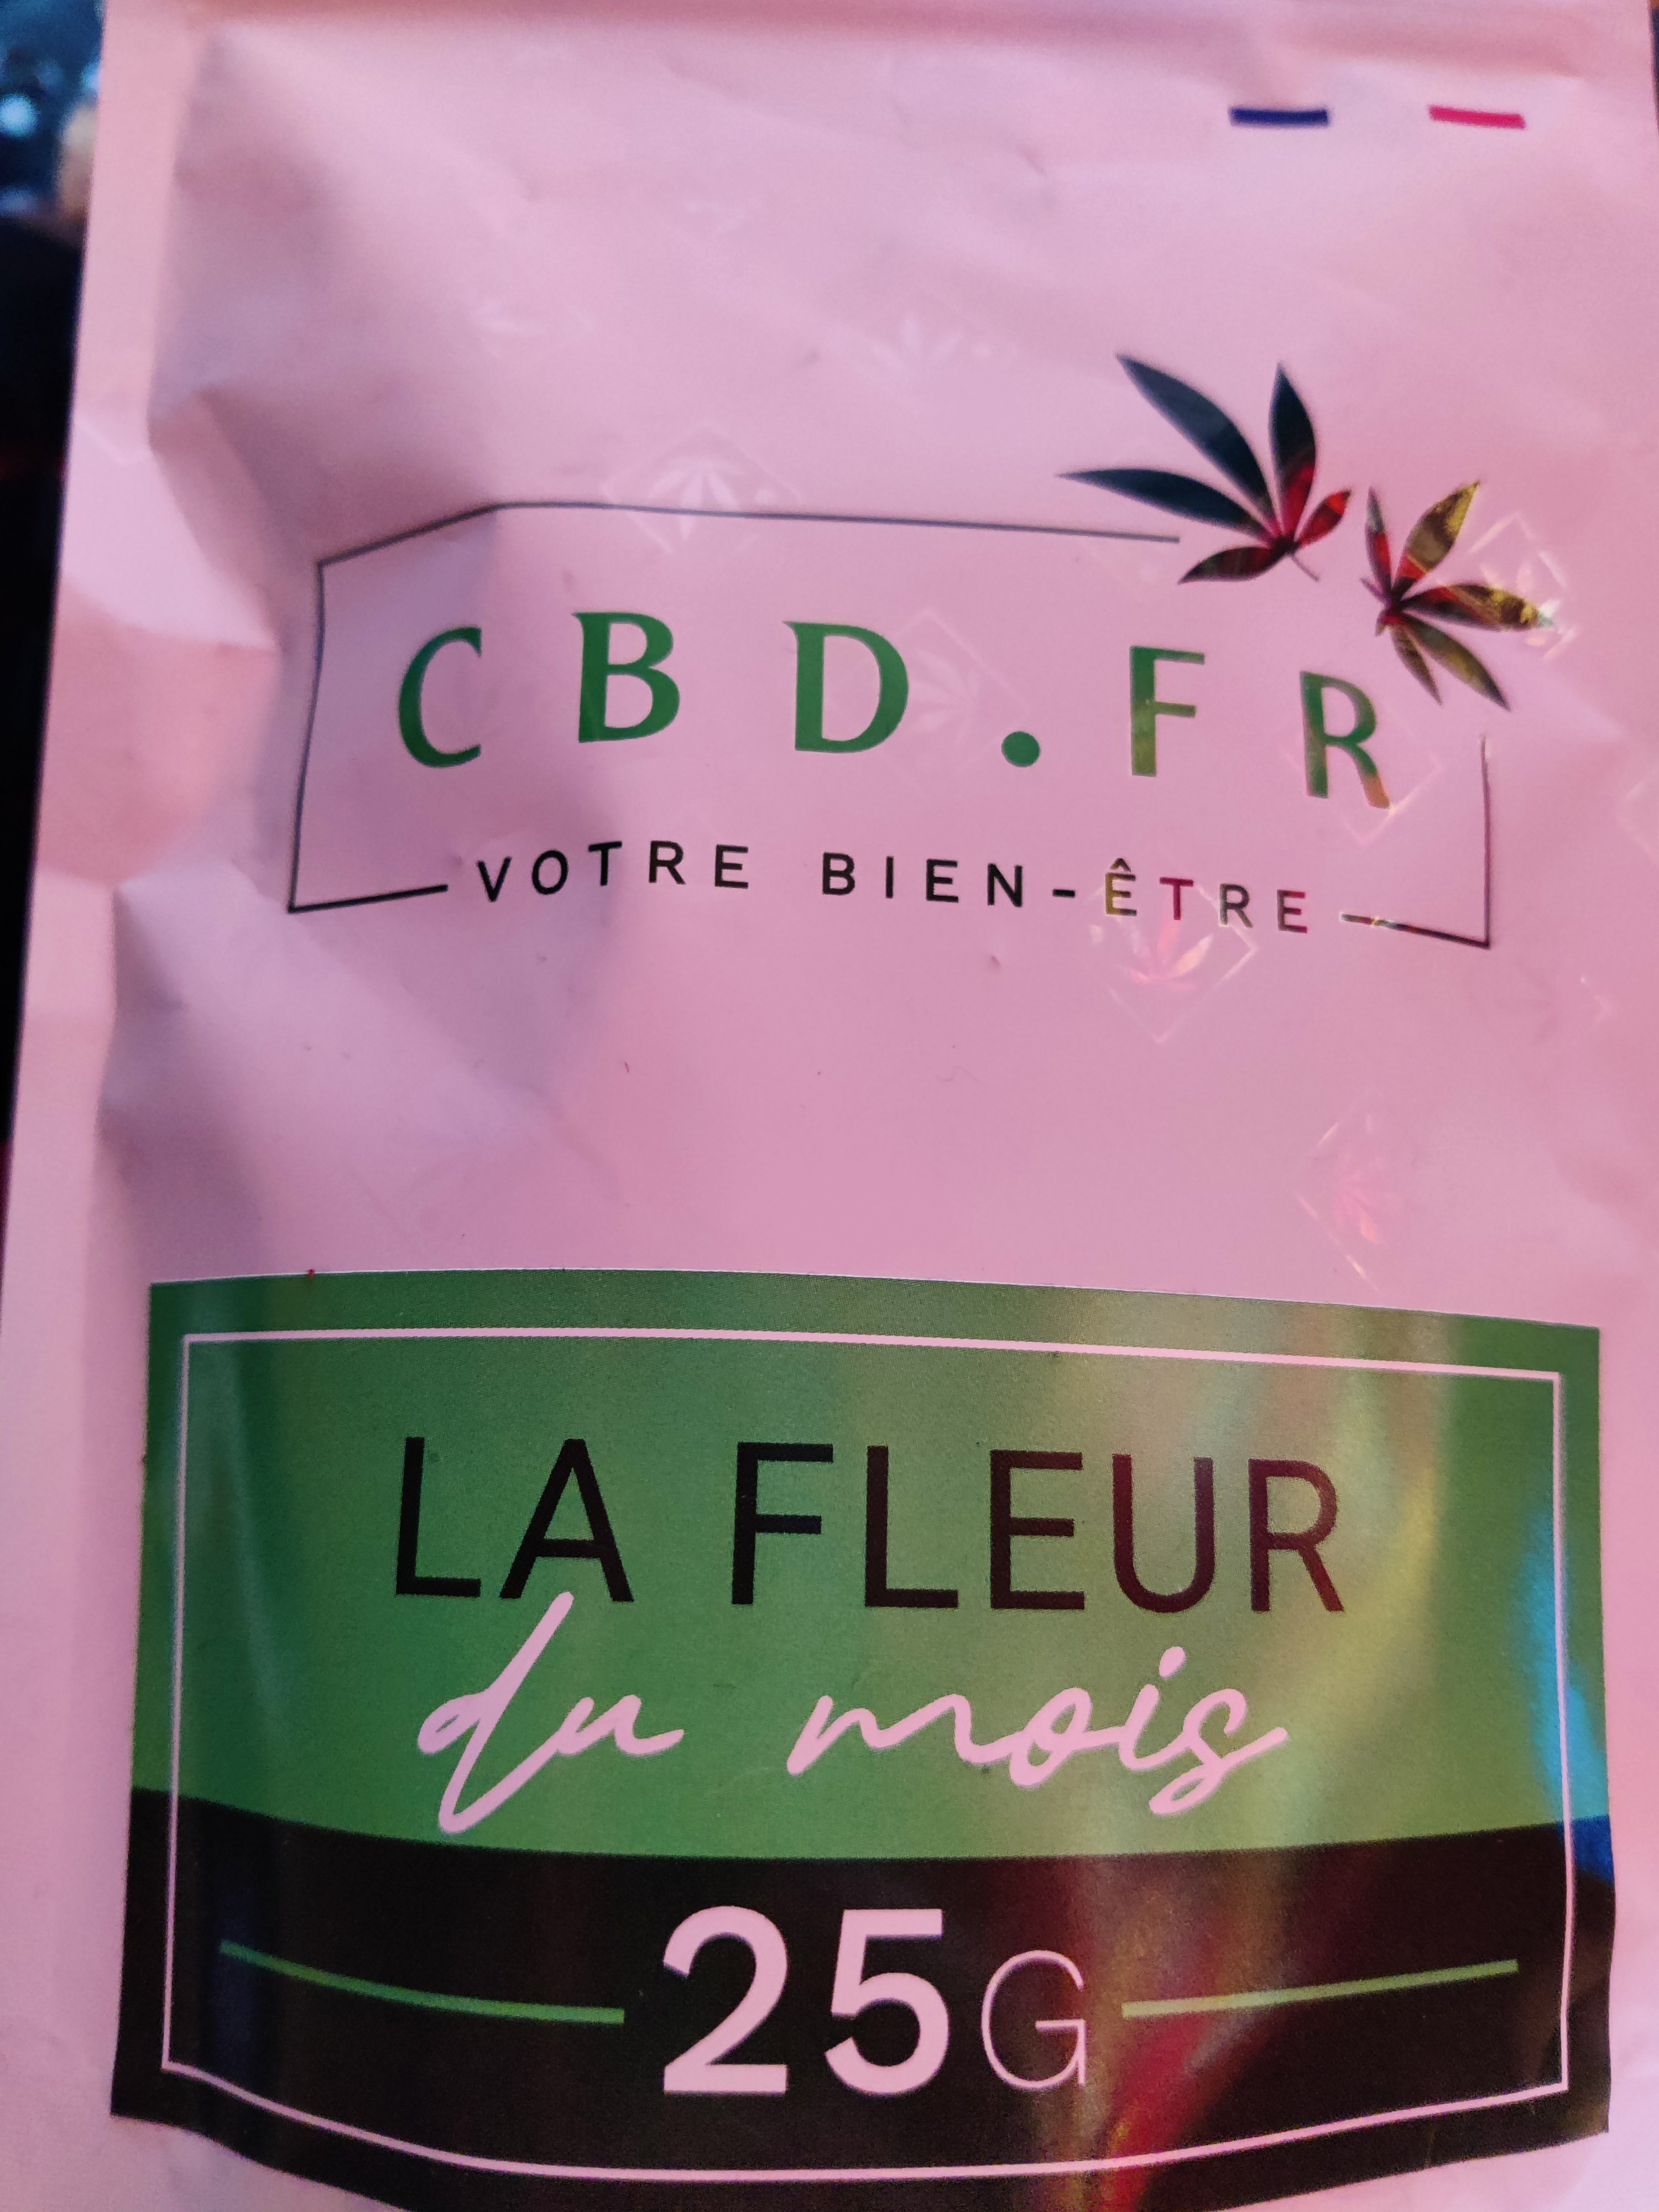 CBD.FR
VOTRE BIEN-ÊTRE
LA FLEUR
du mois
25G